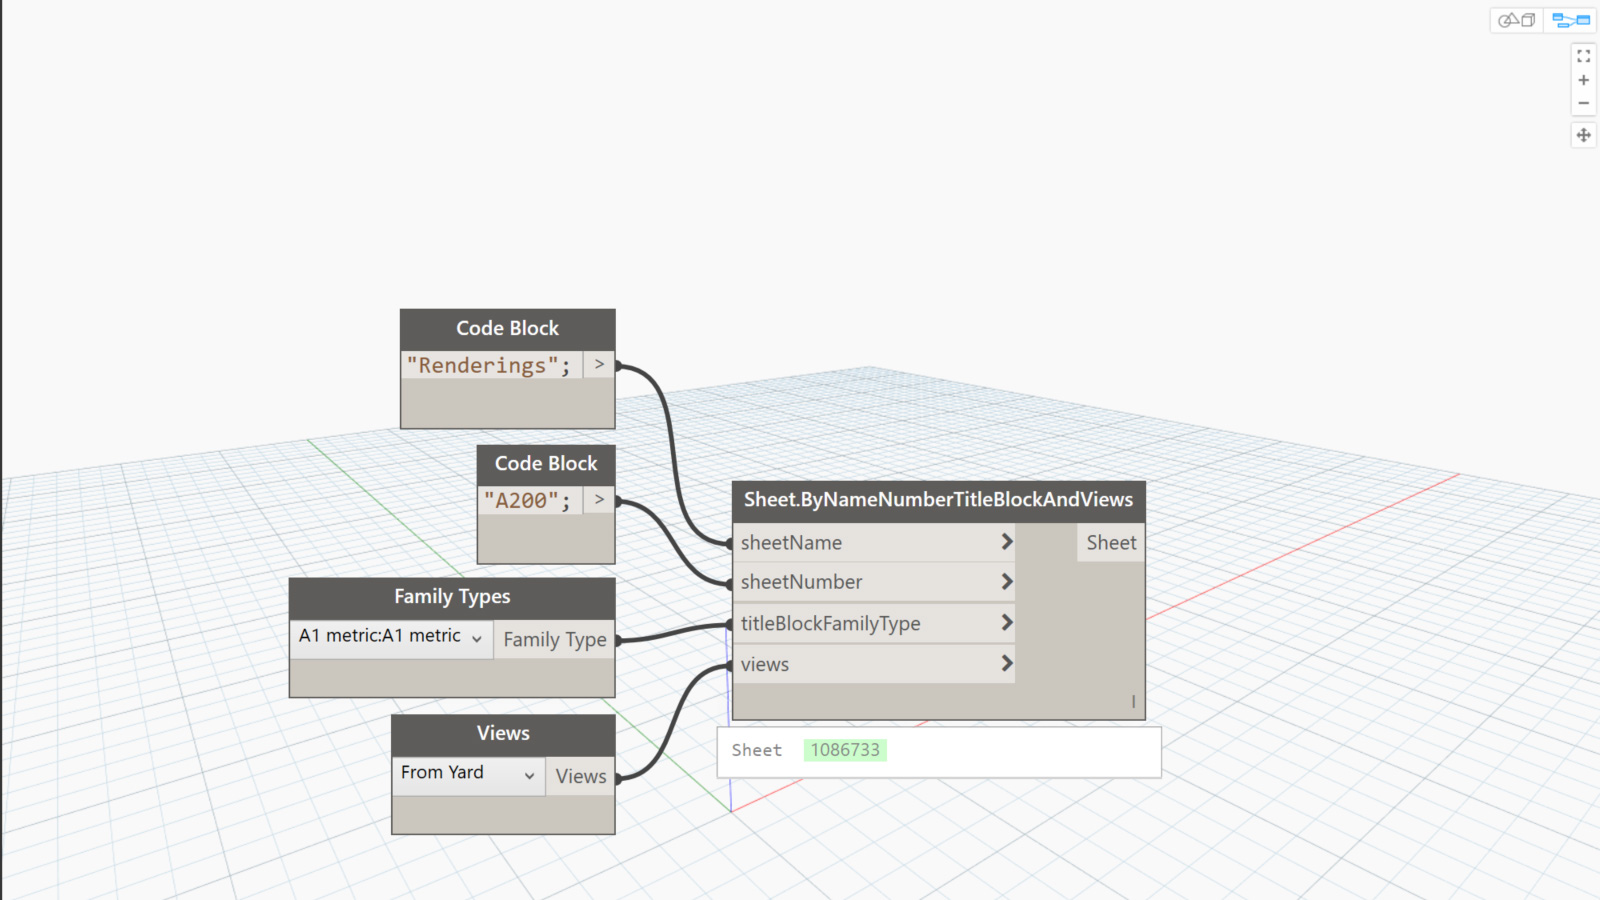 Code Block
"Renderings"; >
Code Block
"A200"; >
Family Types
A1 metric:A1 metric Family Type
Views
From Yard Views
Sheet.ByNameNumberTitleBlockAndViews
sheetName Sheet
sheetNumber
titleBlockFamilyType
views
Sheet 1086733